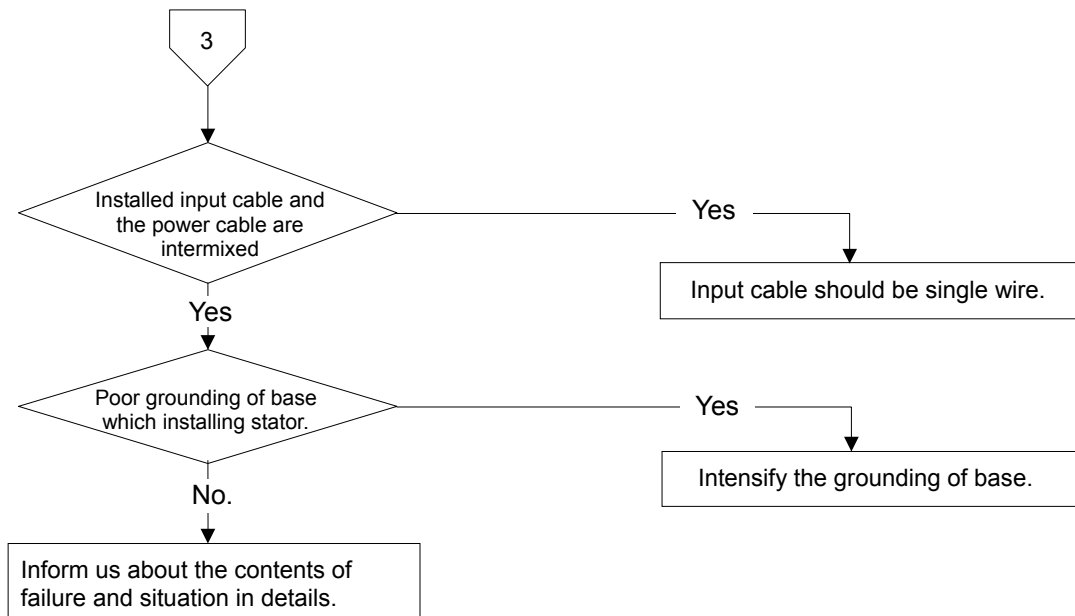 3
Installed input cable and
the power cable are
intermixed
Yes
Input cable should be single wire.
Yes
Poor grounding of base
which installing stator.
Yes
Intensify the grounding of base.
No.
Inform us about the contents of
failure and situation in details.